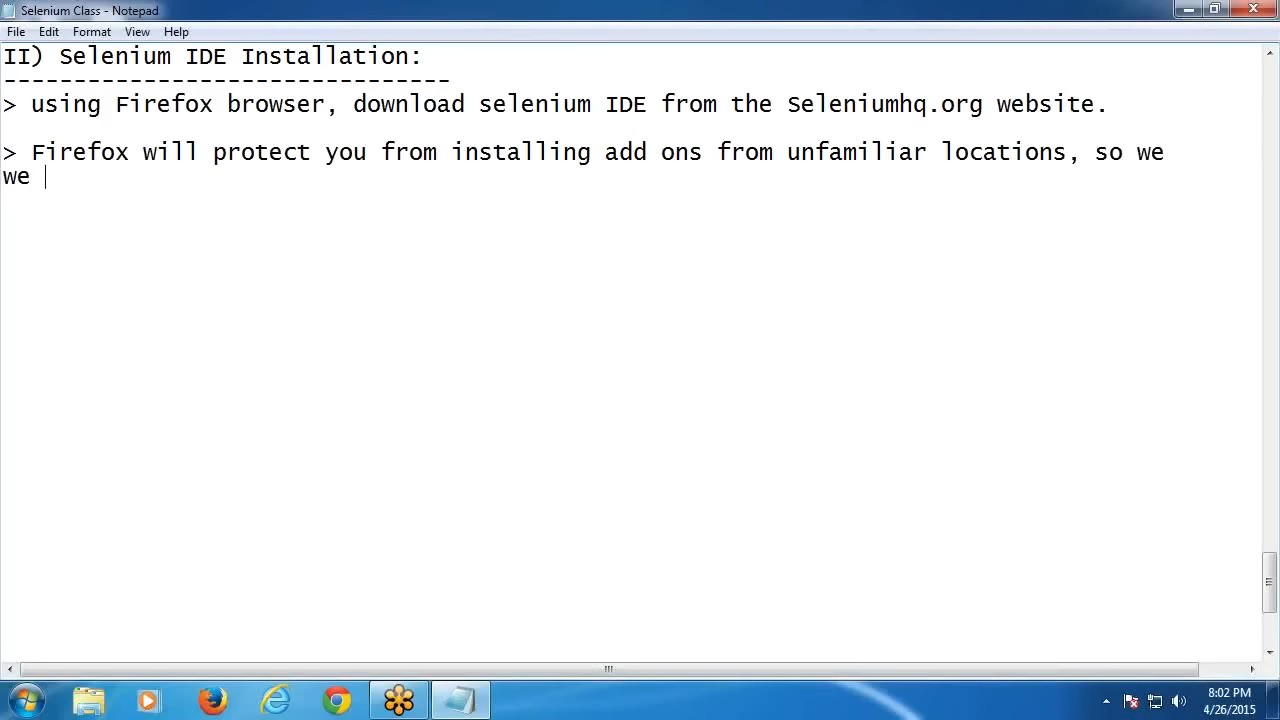 Selenium Class - Notepad
File Edit Format View Help
II) Selenium IDE Installation:
--------------------------------
> using Firefox browser, download selenium IDE from the Seleniumhq.org website.
> Firefox will protect you from installing add ons from unfamiliar locations, so we
we
8:02 PM
4/26/2015